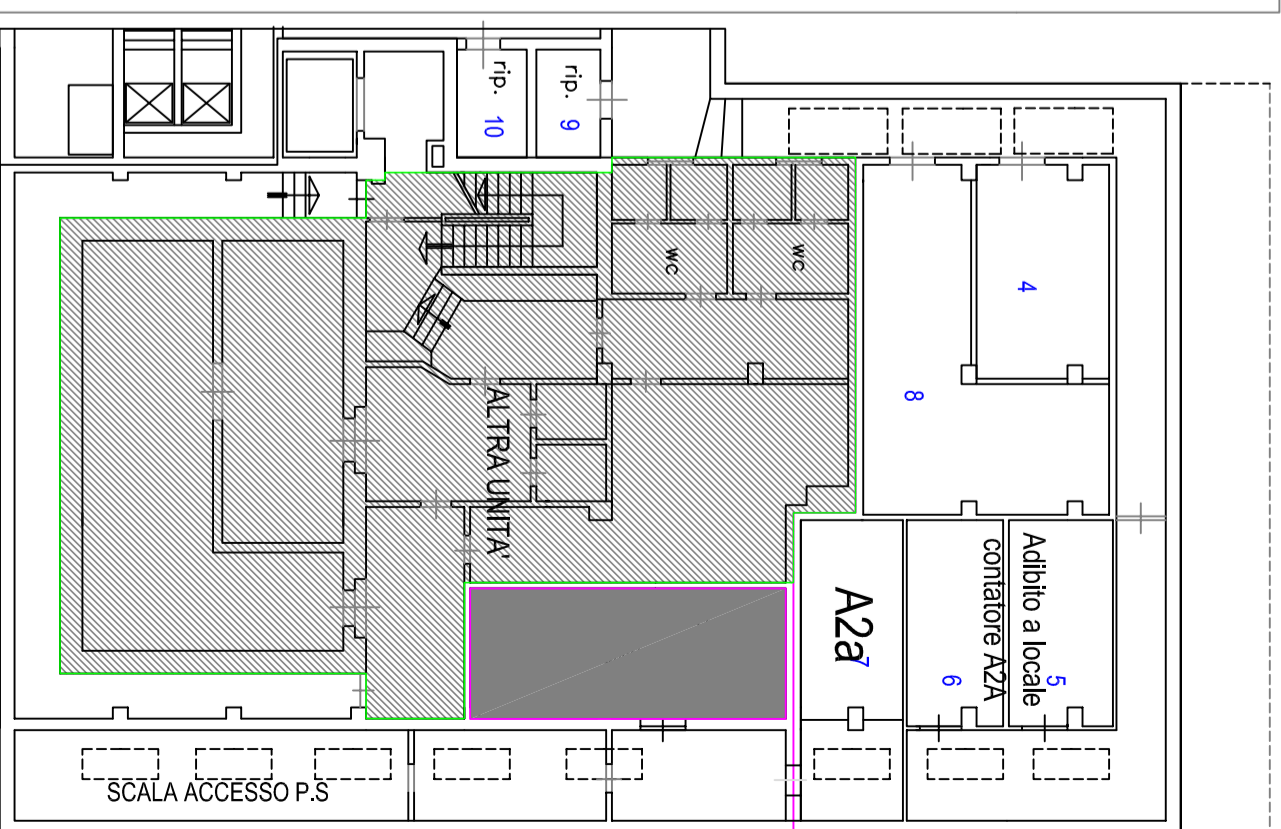 rip.
10
rip.
9
wc
wc
4
8
ALTRA UNITA'
A2a
7
6
Adibito a locale
contatore A2A
5
SCALA ACCESSO P.S